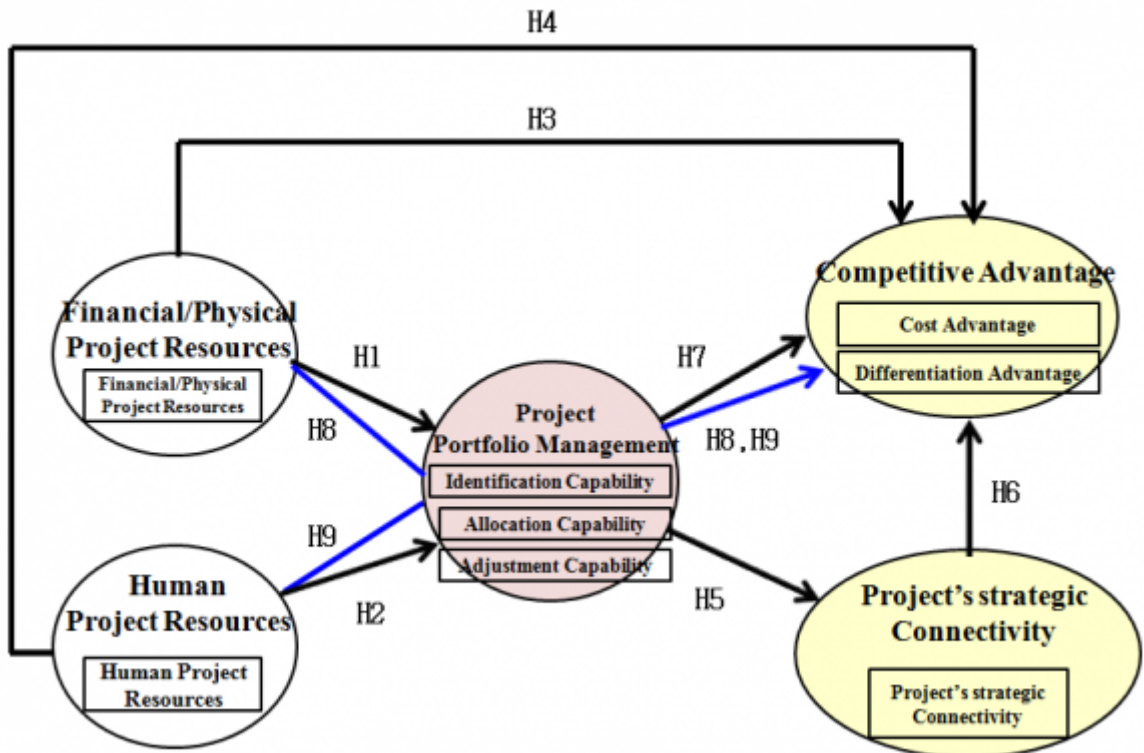 H4
H3
Financial/Physical
Project Resources
Financial/Physical
Project Resources
H1
H8
Human
Project Resources
Human Project
Resources
H9
H2
Project
Portfolio Management
Identification Capability
Allocation Capability
Adjustment Capability
H7
H8,H9
H5
Competitive Advantage
Cost Advantage
Differentiation Advantage
H6
Project's strategic
Connectivity
Project's strategic
Connectivity